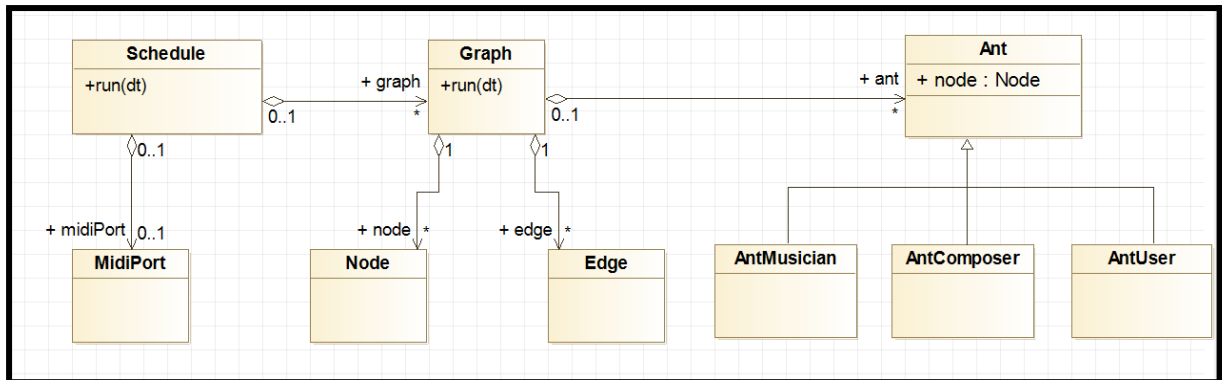 Schedule
+run(dt)
+ graph
0..1
*
Graph
+run(dt)
+ ant
0..1
*
Ant
+ node : Node
0..1
1
1
+ midiPort
0..1
+ node
*
+ edge
*
MidiPort
Node
Edge
AntMusician
AntComposer
AntUser